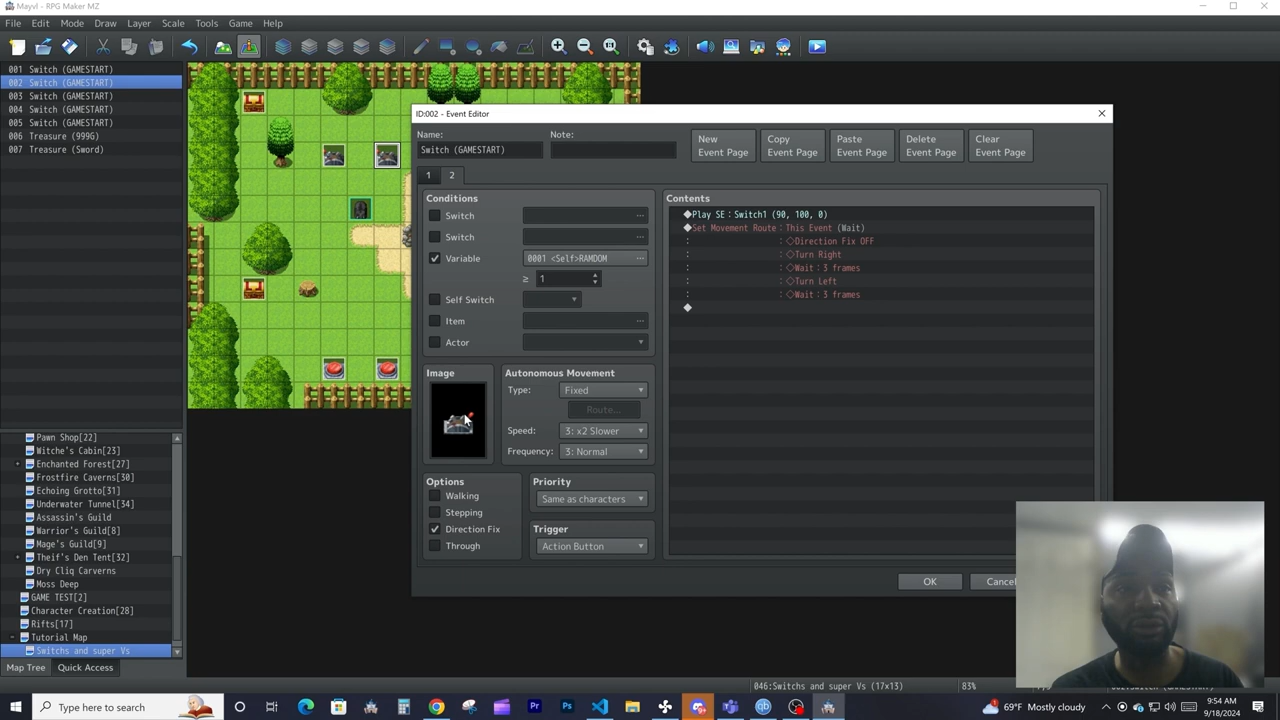 Mayvl - RPG Maker MZ
File Edit Mode Draw Layer Scale Tools Game Help
001 Switch (GAMESTART)
002 Switch (GAMESTART)
003 Switch (GAMESTART)
004 Switch (GAMESTART)
005 Switch (GAMESTART)
006 Treasure (999G)
007 Treasure (Sword)
ID:002 - Event Editor
Name:
Note:
Switch (GAMESTART)
New Event Page
Copy Event Page
Paste Event Page
Delete Event Page
Clear Event Page
1 2
Conditions
Switch
Switch
Variable 0001 <Self>RAMDOM
≥ 1
Self Switch
Item
Actor
Image
Autonomous Movement
Type: Fixed
Route...
Speed: 3: x2 Slower
Frequency: 3: Normal
Options
Walking
Stepping
Direction Fix
Through
Priority
Same as characters
Trigger
Action Button
Contents
◆Play SE：Switch1 (90, 100, 0)
◆Set Movement Route：This Event (Wait)
: :◇Direction Fix OFF
: :◇Turn Right
: :◇Wait：3 frames
: :◇Turn Left
: :◇Wait：3 frames
◆
OK
Cancel
Pawn Shop[22]
Witche's Cabin[23]
Enchanted Forest[27]
Frostfire Caverns[30]
Echoing Grotto[31]
Underwater Tunnel[34]
Assassin's Guild
Warrior's Guild[8]
Mage's Guild[9]
Theif's Den Tent[32]
Dry Cliq Carverns
Moss Deep
GAME TEST[2]
Character Creation[28]
Rifts[17]
Tutorial Map
Switchs and super Vs
Map Tree Quick Access
046:Switchs and super Vs (17x13)
83%
Type here to search
69°F Mostly cloudy
9:54 AM
9/18/2024